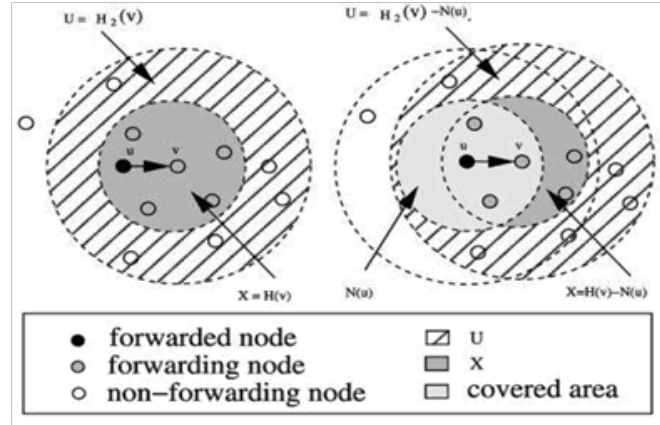 U = H₂(v)
U = H₂(v) -N(u).
u
v
u
v
X = H(v)
N(u)
X=H(v)-N(u)
forwarded node
forwarding node
non-forwarding node
U
X
covered area